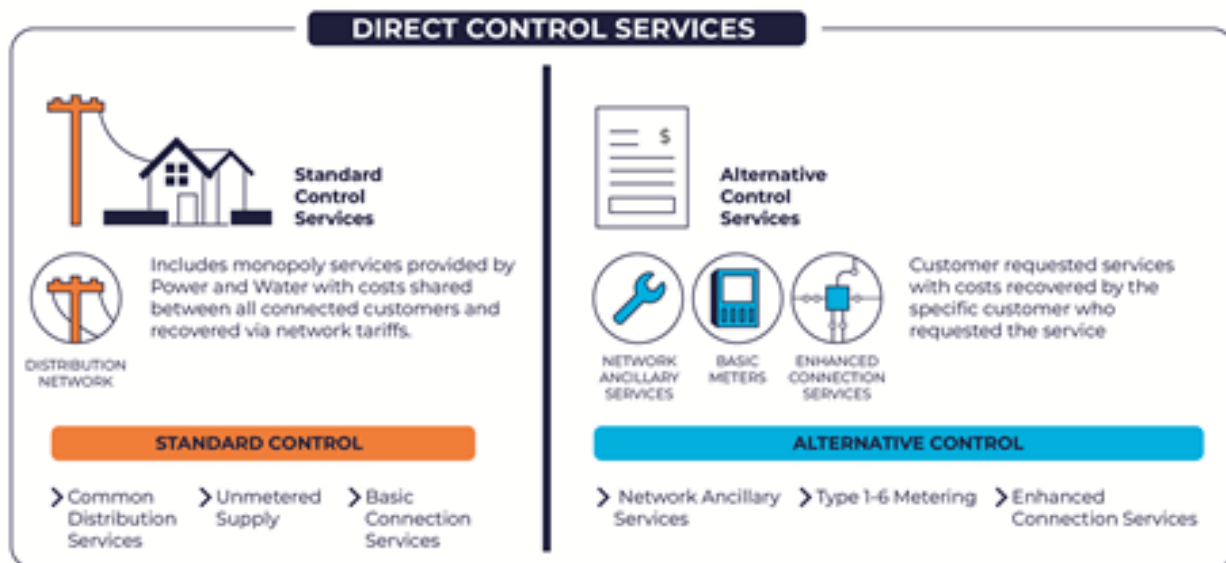 DIRECT CONTROL SERVICES
Standard
Control
Services
Includes monopoly services provided by
Power and Water with costs shared
between all connected customers and
recovered via network tariffs.
DISTRIBUTION
NETWORK
STANDARD CONTROL
Common
Distribution
Services
Unmetered
Supply
Basic
Connection
Services
$
Alternative
Control
Services
NETWORK
ANCILLARY
SERVICES
BASIC
METERS
ENHANCED
CONNECTION
SERVICES
Customer requested services
with costs recovered by the
specific customer who
requested the service
ALTERNATIVE CONTROL
Network Ancillary
Services
Type 1-6 Metering
Enhanced
Connection Services